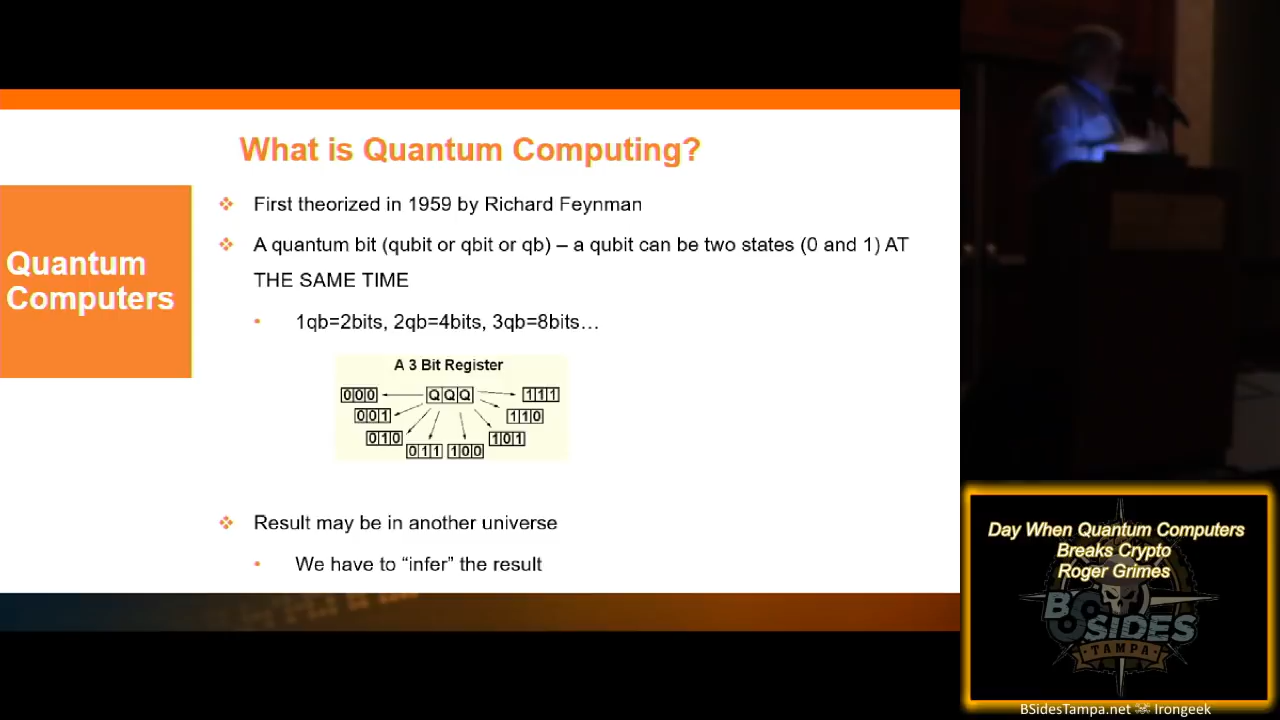 What is Quantum Computing?
Quantum
Computers
First theorized in 1959 by Richard Feynman
A quantum bit (qubit or qbit or qb) – a qubit can be two states (0 and 1) AT
THE SAME TIME
1qb=2bits, 2qb=4bits, 3qb=8bits…
A 3 Bit Register
000 QQQ 111
001 110
010 101
011 100
Result may be in another universe
We have to “infer” the result
Day When Quantum Computers
Breaks Crypto
Roger Grimes
BSIDES
TAMPA
BSidesTampa.net Irongeek